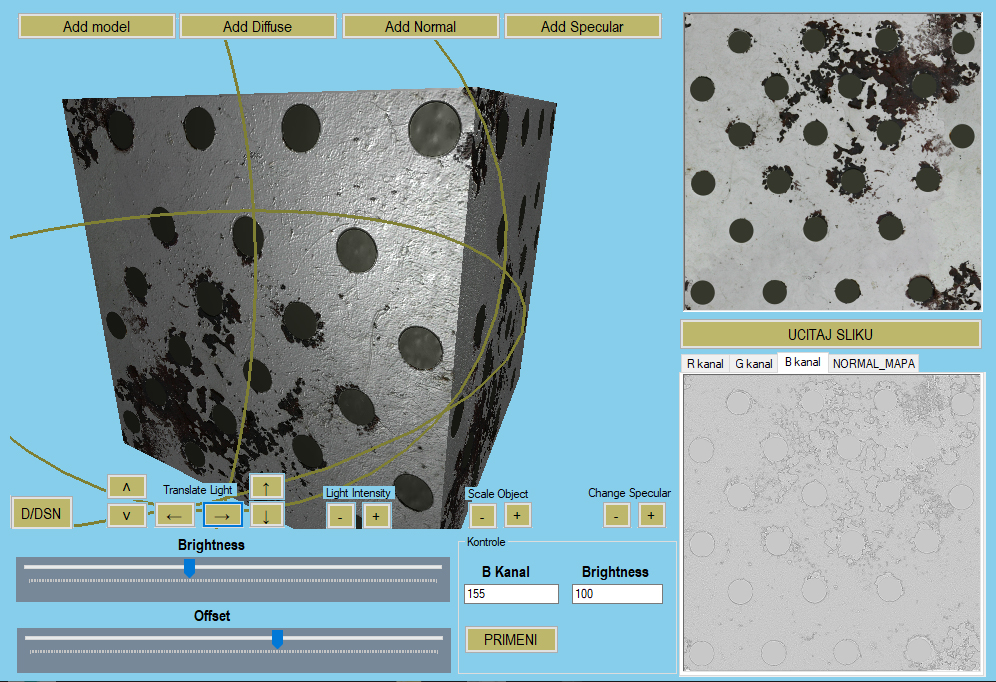 Add model
Add Diffuse
Add Normal
Add Specular
UCITAJ SLIKU
R kanal
G kanal
B kanal
NORMAL_MAPA
D/DSN
^
v
Translate Light
←
→
↑
↓
Light Intensity
-
+
Scale Object
-
+
Change Specular
-
+
Brightness
Offset
Kontrole
B Kanal
Brightness
155
100
PRIMENI